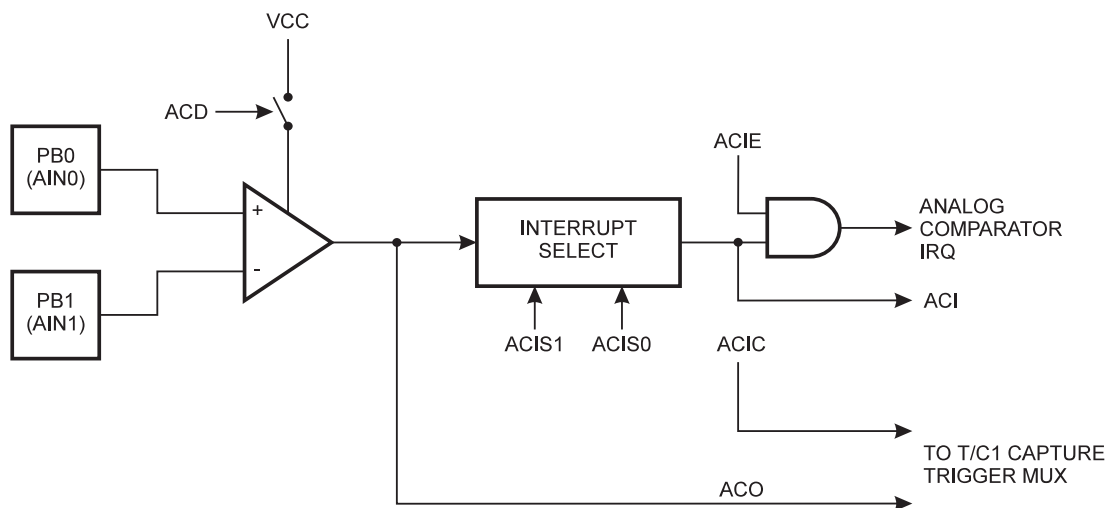 VCC
ACD
PB0
(AIN0)
+
-
PB1
(AIN1)
INTERRUPT
SELECT
ACIS1
ACIS0
ACIE
ANALOG
COMPARATOR
IRQ
ACI
ACIC
TO T/C1 CAPTURE
TRIGGER MUX
ACO